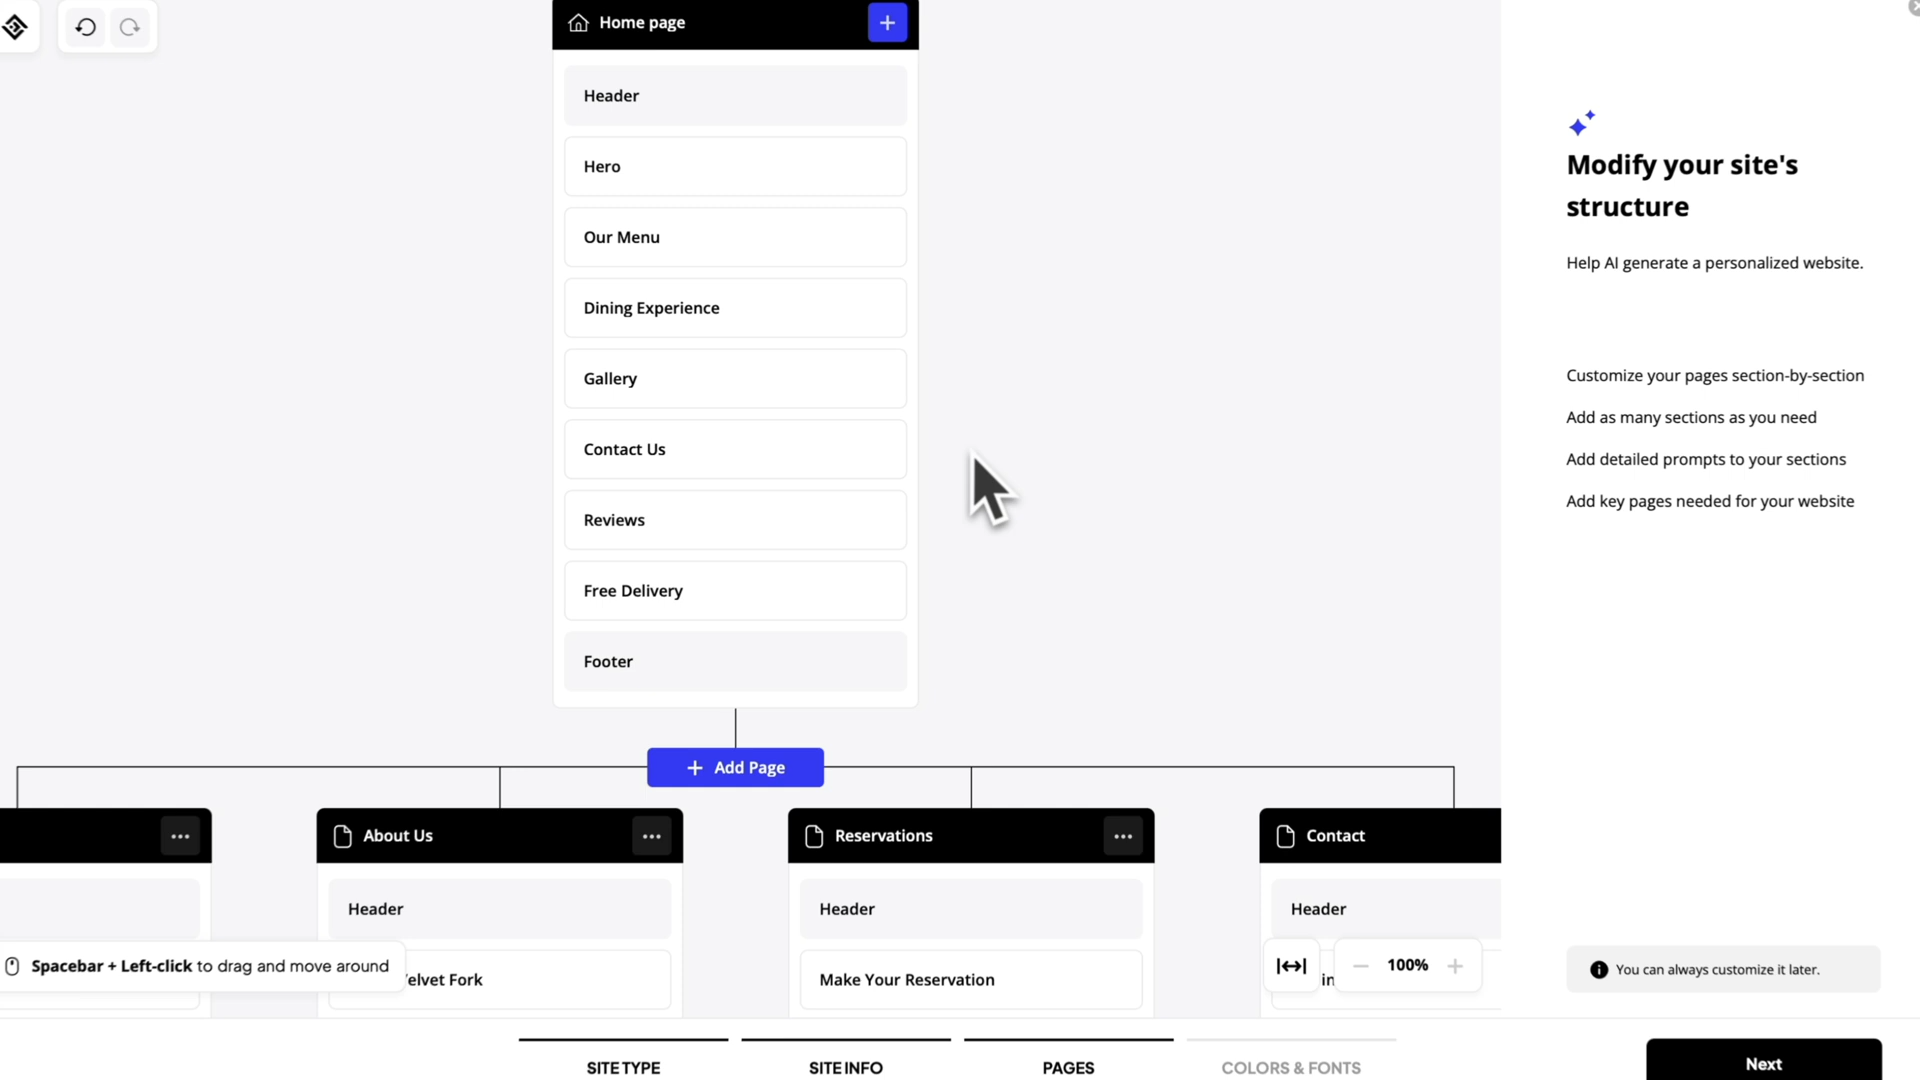 Home page
Header
Hero
Our Menu
Dining Experience
Gallery
Contact Us
Reviews
Free Delivery
Footer
Add Page
About Us
Reservations
Contact
Header
Header
Header
Spacebar + Left-click to drag and move around
elvet Fork
Make Your Reservation
in
100%
SITE TYPE
SITE INFO
PAGES
COLORS & FONTS
Modify your site's
structure
Help AI generate a personalized website.
Customize your pages section-by-section
Add as many sections as you need
Add detailed prompts to your sections
Add key pages needed for your website
You can always customize it later.
Next